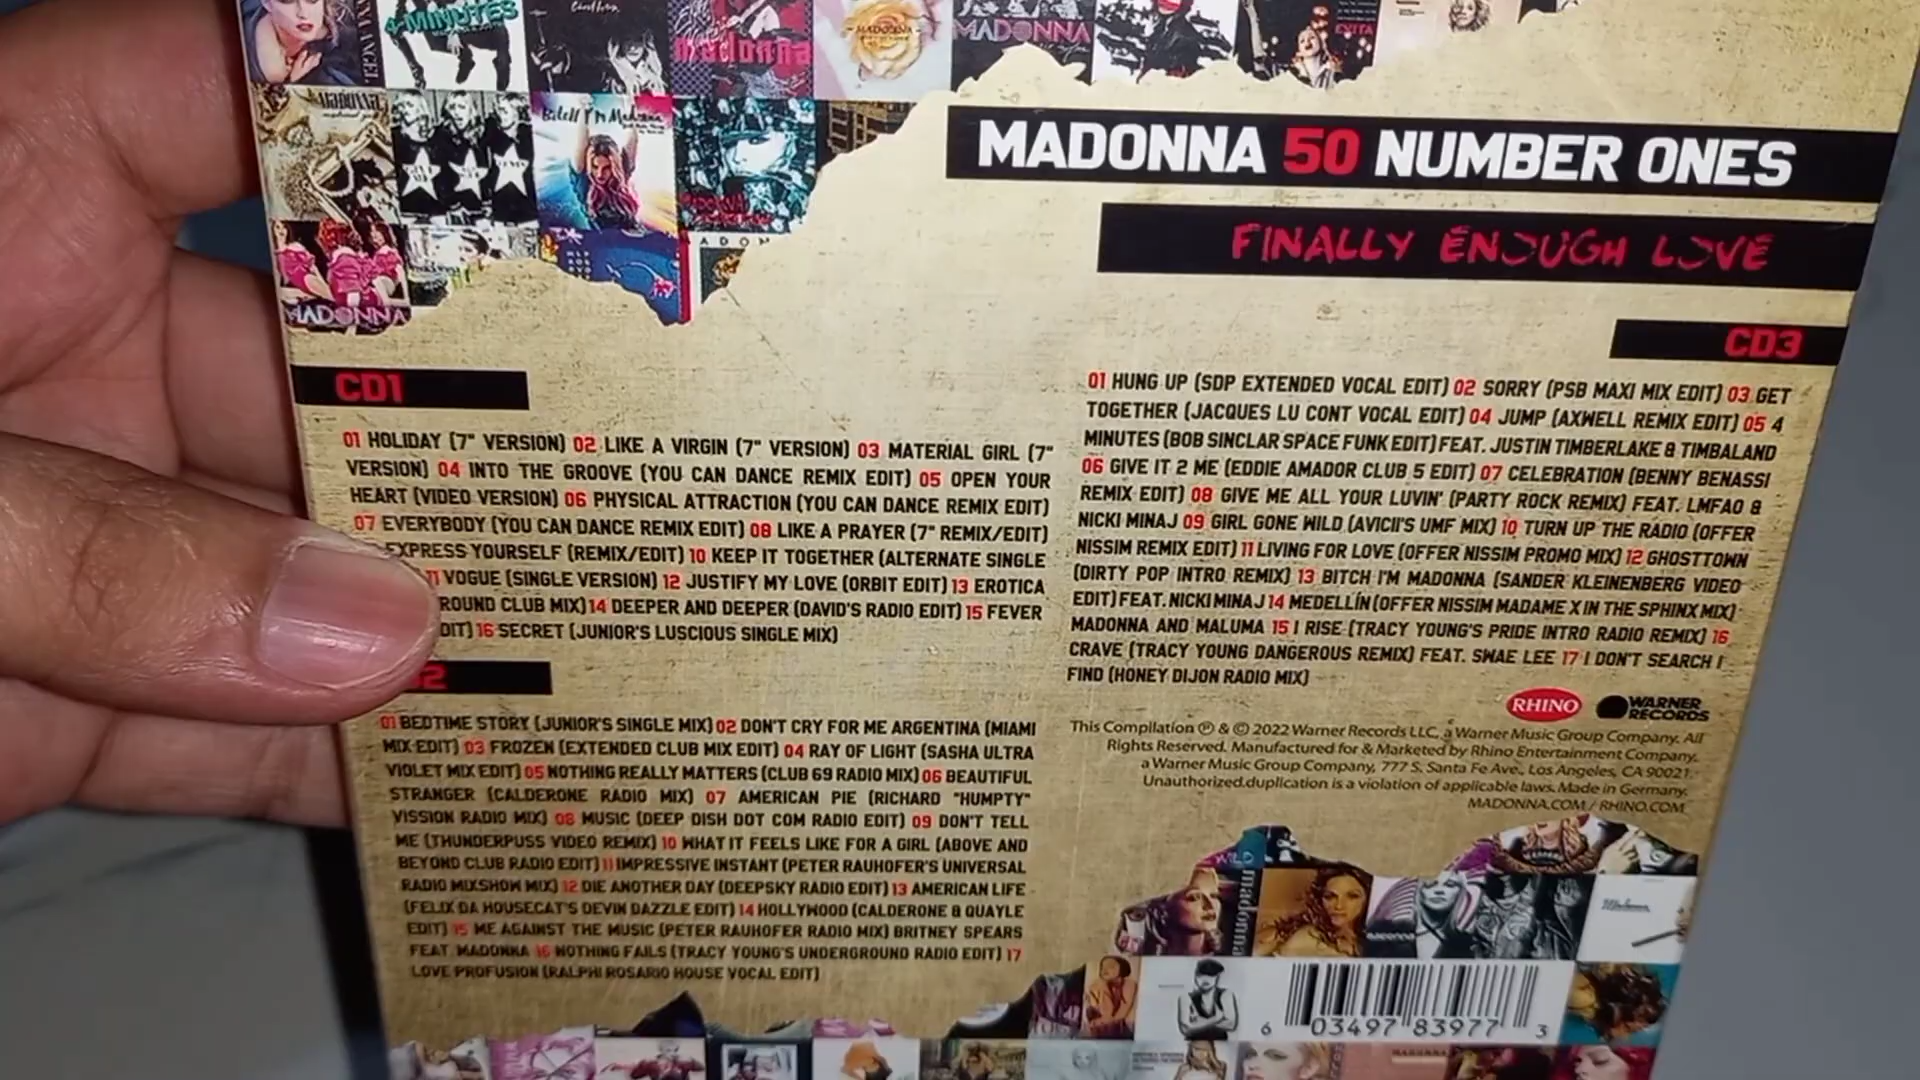 4 MINUTES
madonna
MADONNA
MADONNA
EVITA
Bitch I'm Madonna
MADONNA
MADONNA 50 NUMBER ONES
FINALLY ENOUGH LOVE
CD1
01 HOLIDAY (7" VERSION) 02 LIKE A VIRGIN (7" VERSION) 03 MATERIAL GIRL (7"
VERSION) 04 INTO THE GROOVE (YOU CAN DANCE REMIX EDIT) 05 OPEN YOUR
HEART (VIDEO VERSION) 06 PHYSICAL ATTRACTION (YOU CAN DANCE REMIX EDIT)
07 EVERYBODY (YOU CAN DANCE REMIX EDIT) 08 LIKE A PRAYER (7" REMIX/EDIT)
EXPRESS YOURSELF (REMIX/EDIT) 10 KEEP IT TOGETHER (ALTERNATE SINGLE
11 VOGUE (SINGLE VERSION) 12 JUSTIFY MY LOVE (ORBIT EDIT) 13 EROTICA
ROUND CLUB MIX) 14 DEEPER AND DEEPER (DAVID'S RADIO EDIT) 15 FEVER
DIT) 16 SECRET (JUNIOR'S LUSCIOUS SINGLE MIX)
2
01 BEDTIME STORY (JUNIOR'S SINGLE MIX) 02 DON'T CRY FOR ME ARGENTINA (MIAMI
MIX EDIT) 03 FROZEN (EXTENDED CLUB MIX EDIT) 04 RAY OF LIGHT (SASHA ULTRA
VIOLET MIX EDIT) 05 NOTHING REALLY MATTERS (CLUB 69 RADIO MIX) 06 BEAUTIFUL
STRANGER (CALDERONE RADIO MIX) 07 AMERICAN PIE (RICHARD "HUMPTY"
VISSION RADIO MIX) 08 MUSIC (DEEP DISH DOT COM RADIO EDIT) 09 DON'T TELL
ME (THUNDERPUSS VIDEO REMIX) 10 WHAT IT FEELS LIKE FOR A GIRL (ABOVE AND
BEYOND CLUB RADIO EDIT) 11 IMPRESSIVE INSTANT (PETER RAUHOFER'S UNIVERSAL
RADIO MIXSHOW MIX) 12 DIE ANOTHER DAY (DEEPSKY RADIO EDIT) 13 AMERICAN LIFE
(FELIX DA HOUSECAT'S DEVIN DAZZLE EDIT) 14 HOLLYWOOD (CALDERONE & QUAYLE
EDIT) 15 ME AGAINST THE MUSIC (PETER RAUHOFER RADIO MIX) BRITNEY SPEARS
FEAT. MADONNA 16 NOTHING FAILS (TRACY YOUNG'S UNDERGROUND RADIO EDIT) 17
LOVE PROFUSION (RALPHI ROSARIO HOUSE VOCAL EDIT)
CD3
01 HUNG UP (SDP EXTENDED VOCAL EDIT) 02 SORRY (PSB MAXI MIX EDIT) 03 GET
TOGETHER (JACQUES LU CONT VOCAL EDIT) 04 JUMP (AXWELL REMIX EDIT) 05 4
MINUTES (BOB SINCLAR SPACE FUNK EDIT) FEAT. JUSTIN TIMBERLAKE & TIMBALAND
06 GIVE IT 2 ME (EDDIE AMADOR CLUB 5 EDIT) 07 CELEBRATION (BENNY BENASSI
REMIX EDIT) 08 GIVE ME ALL YOUR LUVIN' (PARTY ROCK REMIX) FEAT. LMFAO &
NICKI MINAJ 09 GIRL GONE WILD (AVICII'S UMF MIX) 10 TURN UP THE RADIO (OFFER
NISSIM REMIX EDIT) 11 LIVING FOR LOVE (OFFER NISSIM PROMO MIX) 12 GHOSTTOWN
(DIRTY POP INTRO REMIX) 13 BITCH I'M MADONNA (SANDER KLEINENBERG VIDEO
EDIT) FEAT. NICKI MINAJ 14 MEDELLÍN (OFFER NISSIM MADAME X IN THE SPHINX MIX)
MADONNA AND MALUMA 15 I RISE (TRACY YOUNG'S PRIDE INTRO RADIO REMIX) 16
CRAVE (TRACY YOUNG DANGEROUS REMIX) FEAT. SWAE LEE 17 I DON'T SEARCH I
FIND (HONEY DIJON RADIO MIX)
RHINO
WARNER
RECORDS
This Compilation ℗ & © 2022 Warner Records LLC, a Warner Music Group Company. All
Rights Reserved. Manufactured for & Marketed by Rhino Entertainment Company,
a Warner Music Group Company, 777 S. Santa Fe Ave., Los Angeles, CA 90021.
Unauthorized duplication is a violation of applicable laws. Made in Germany.
MADONNA.COM / RHINO.COM
madonna
6 03497 83977 3